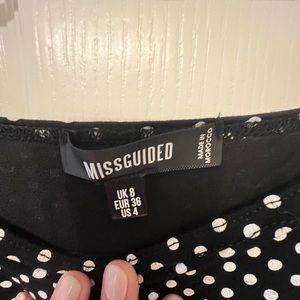 MISSGUIDED
MADE IN
MOROCCO
UK 8
EUR 36
US 4